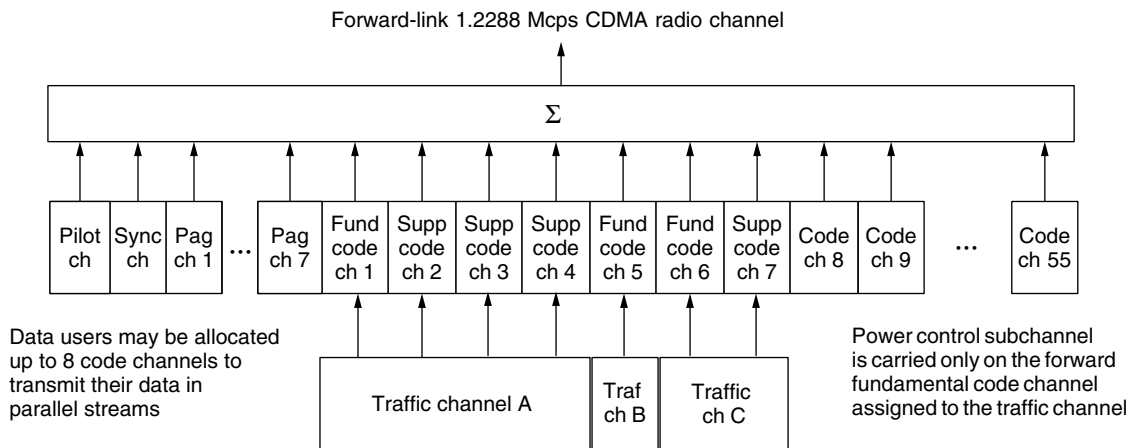 Forward-link 1.2288 Mcps CDMA radio channel
Σ
Pilot
ch
Sync
ch
Pag
ch 1
...
Pag
ch 7
Fund
code
ch 1
Supp
code
ch 2
Supp
code
ch 3
Supp
code
ch 4
Fund
code
ch 5
Fund
code
ch 6
Supp
code
ch 7
Code
ch 8
Code
ch 9
...
Code
ch 55
Data users may be allocated
up to 8 code channels to
transmit their data in
parallel streams
Traffic channel A
Traf
ch B
Traffic
ch C
Power control subchannel
is carried only on the forward
fundamental code channel
assigned to the traffic channel